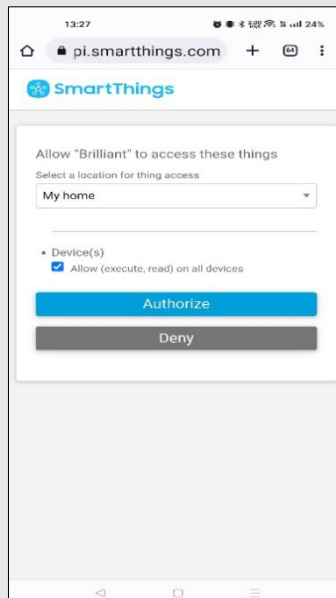 13:27
24%
pi.smartthings.com
64
SmartThings
Allow "Brilliant" to access these things
Select a location for thing access
My home
Device(s)
Allow (execute, read) on all devices
Authorize
Deny